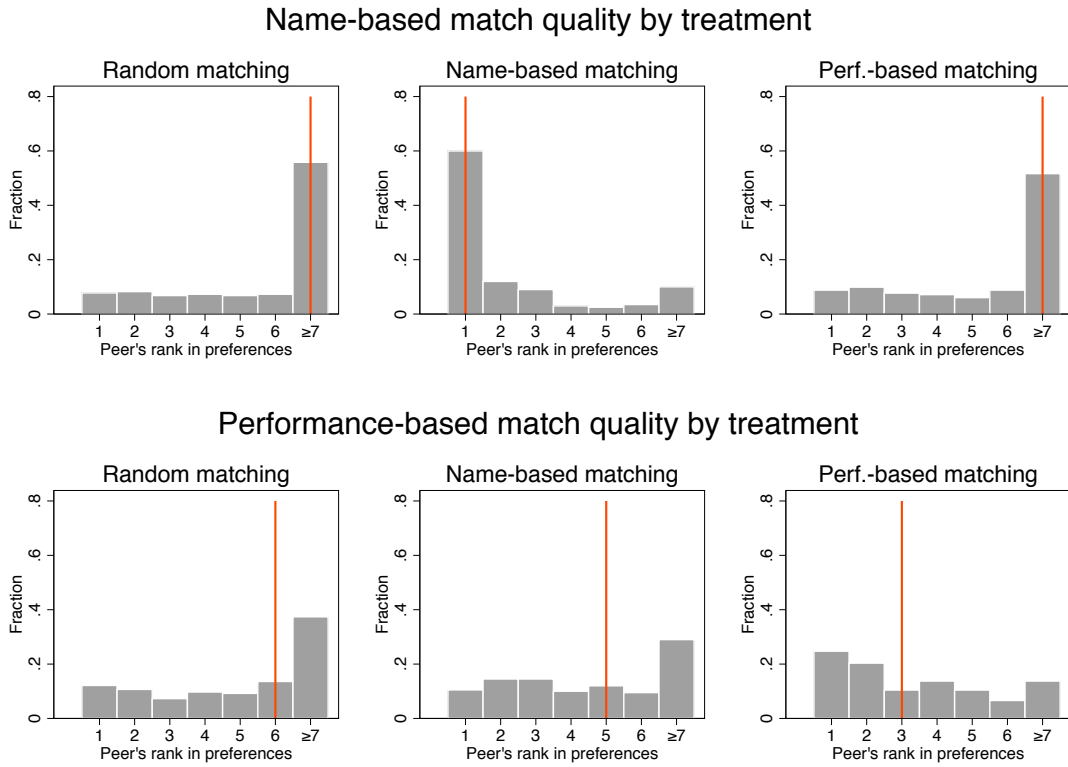 Name-based match quality by treatment
Random matching
Name-based matching
Perf.-based matching
Fraction
0 .2 .4 .6 .8
1 2 3 4 5 6 ≥7
Peer's rank in preferences
Fraction
0 .2 .4 .6 .8
1 2 3 4 5 6 ≥7
Peer's rank in preferences
Fraction
0 .2 .4 .6 .8
1 2 3 4 5 6 ≥7
Peer's rank in preferences
Performance-based match quality by treatment
Random matching
Name-based matching
Perf.-based matching
Fraction
0 .2 .4 .6 .8
1 2 3 4 5 6 ≥7
Peer's rank in preferences
Fraction
0 .2 .4 .6 .8
1 2 3 4 5 6 ≥7
Peer's rank in preferences
Fraction
0 .2 .4 .6 .8
1 2 3 4 5 6 ≥7
Peer's rank in preferences